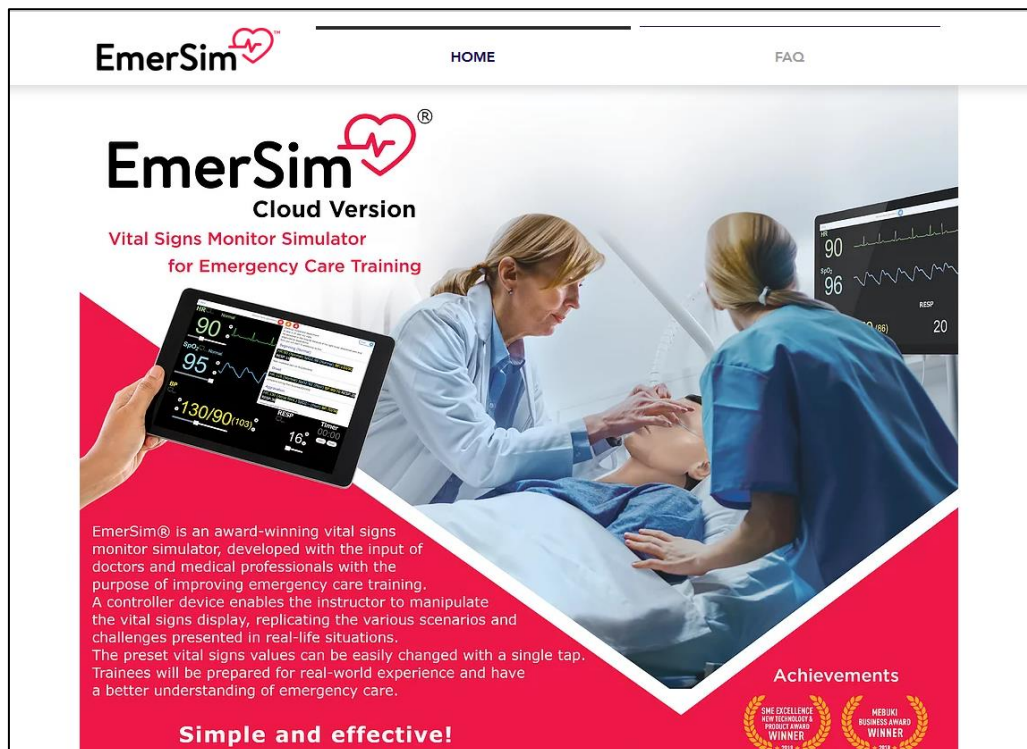 EmerSim™
HOME
FAQ
EmerSim®
Cloud Version
Vital Signs Monitor Simulator
for Emergency Care Training
HR
90
SpO2
96
RESP
20
HR
Normal
90
SpO2
Normal
95
BP
130/90(103)
RESP
16
Timer
00:00
EmerSim® is an award-winning vital signs
monitor simulator, developed with the input of
doctors and medical professionals with the
purpose of improving emergency care training.
A controller device enables the instructor to manipulate
the vital signs display, replicating the various scenarios and
challenges presented in real-life situations.
The preset vital signs values can be easily changed with a single tap.
Trainees will be prepared for real-world experience and have
a better understanding of emergency care.
Simple and effective!
Achievements
SME EXCELLENCE
NEW TECHNOLOGY &
PRODUCT AWARD
WINNER
MEBUKI
BUSINESS AWARD
WINNER